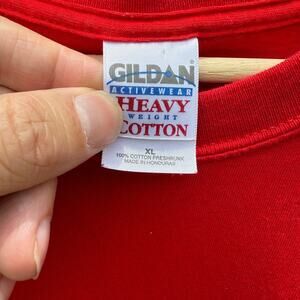 GILDAN
ACTIVEWEAR
HEAVY
WEIGHT
COTTON
XL
100% COTTON PRESHRUNK
MADE IN HONDURAS